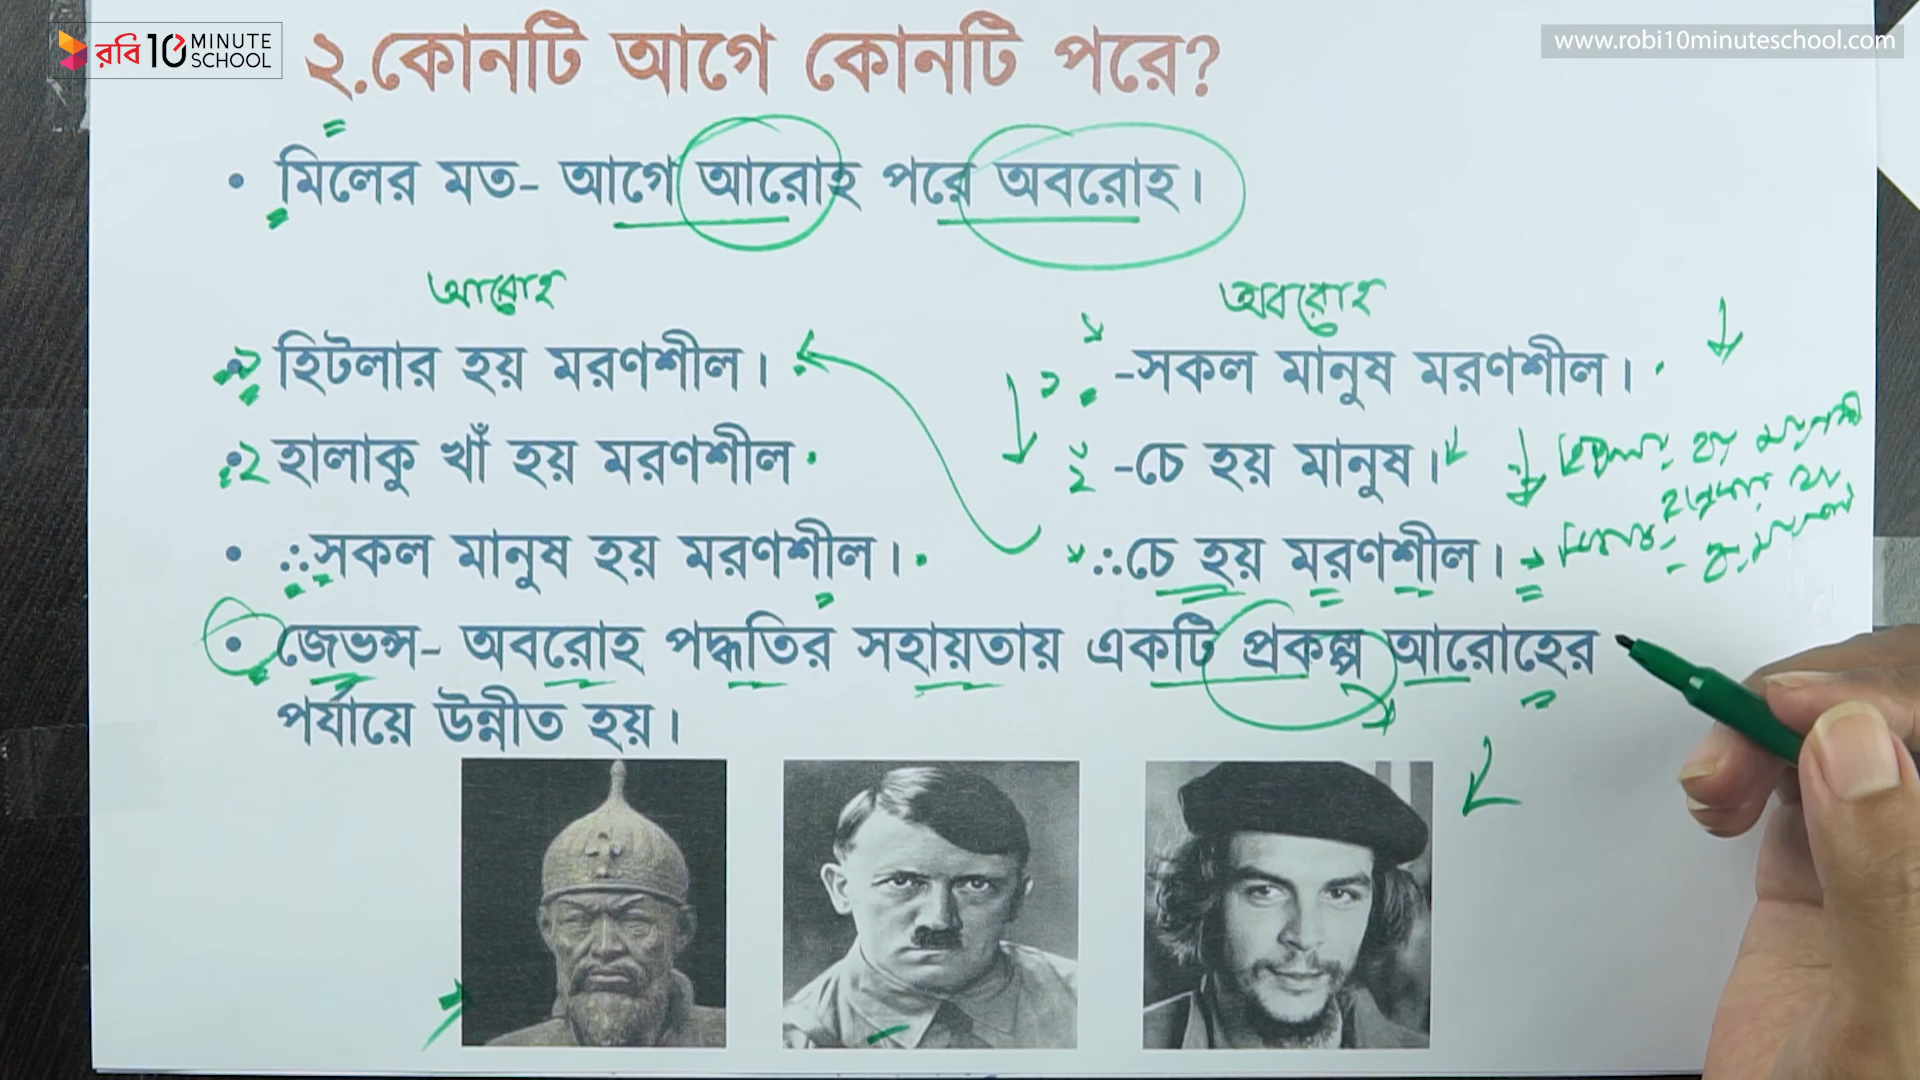 রবি 10 MINUTE SCHOOL
www.robi10minuteschool.com
২.কোনটি আগে কোনটি পরে?
• মিলের মত- আগে আরোহ পরে অবরোহ।
আরোহ
অবরোহ
• হিটলার হয় মরণশীল।
-সকল মানুষ মরণশীল।
২ হালাকু খাঁ হয় মরণশীল
২ -চে হয় মানুষ।
• ∴সকল মানুষ হয় মরণশীল।
∴চে হয় মরণশীল।
• জেভন্স- অবরোহ পদ্ধতির সহায়তায় একটি প্রকল্প আরোহের
পর্যায়ে উন্নীত হয়।